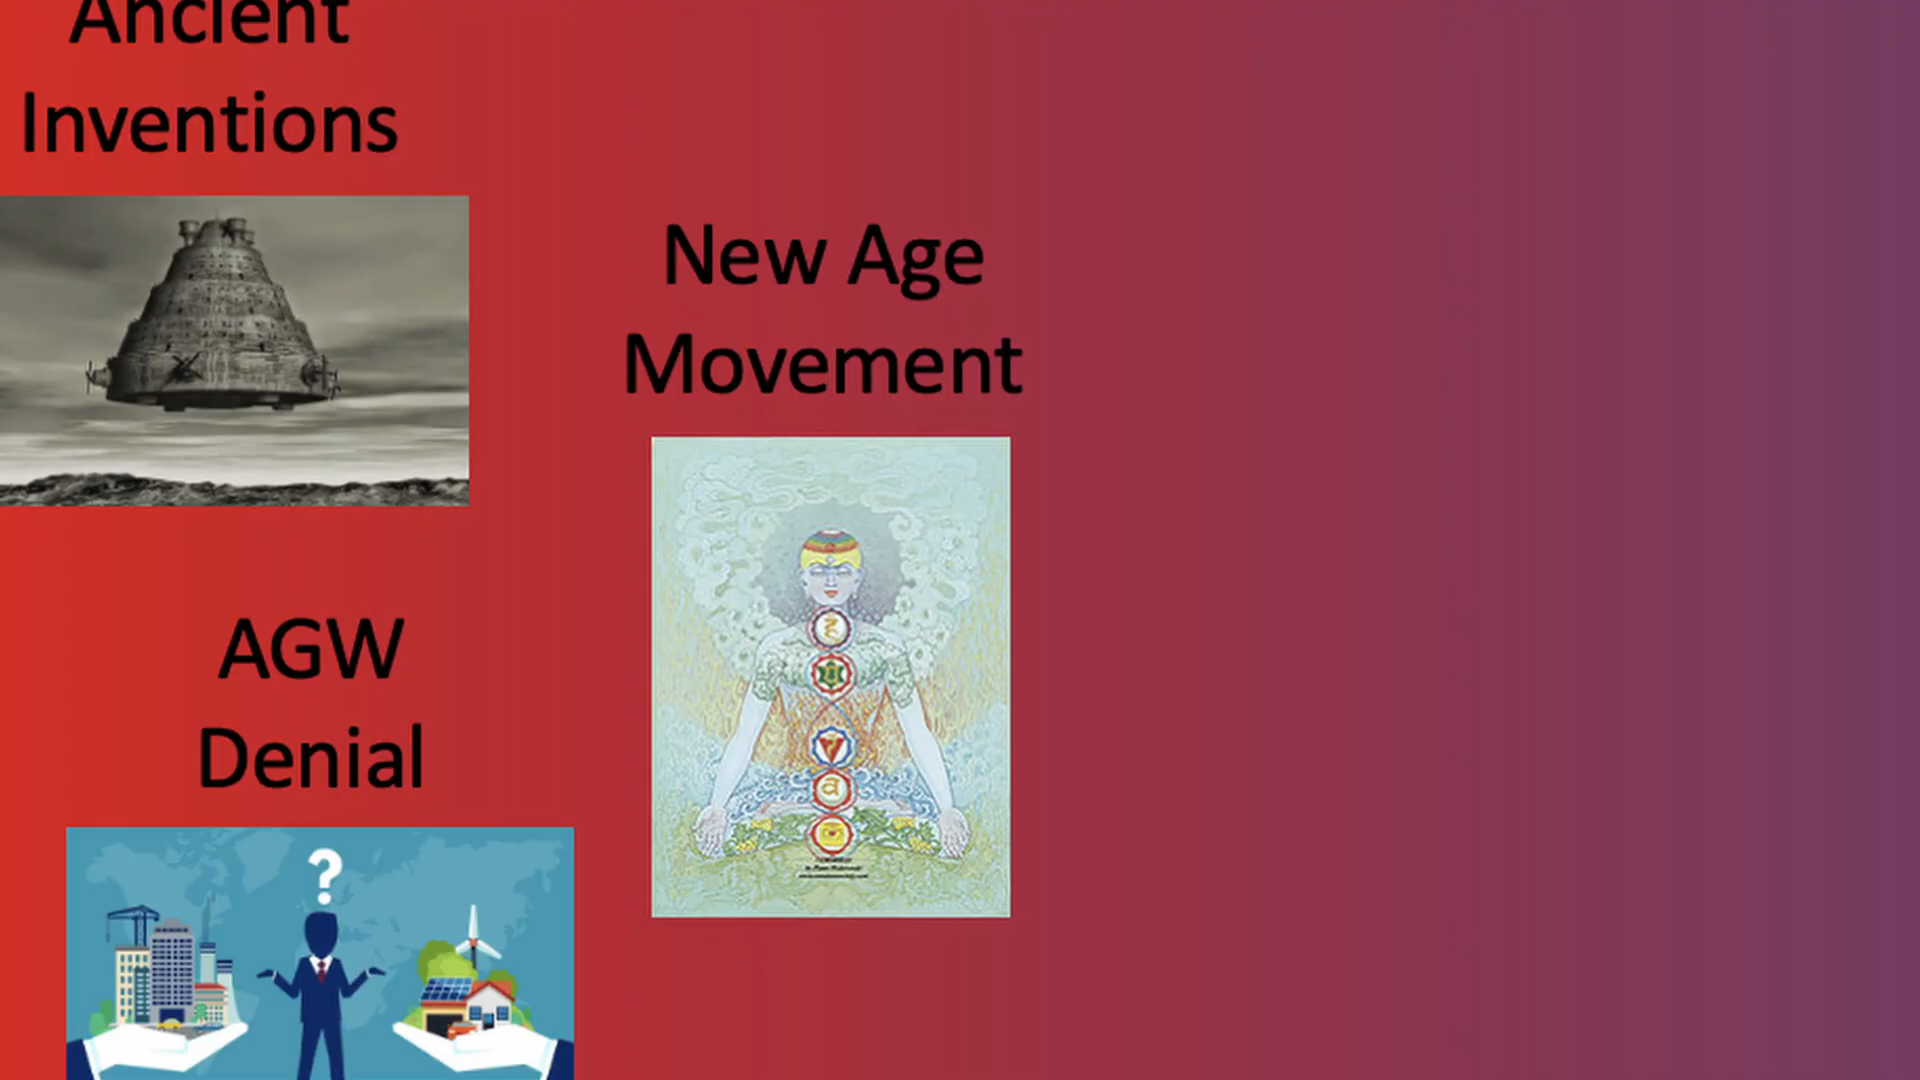 Ancient
Inventions
New Age
Movement
AGW
Denial
?